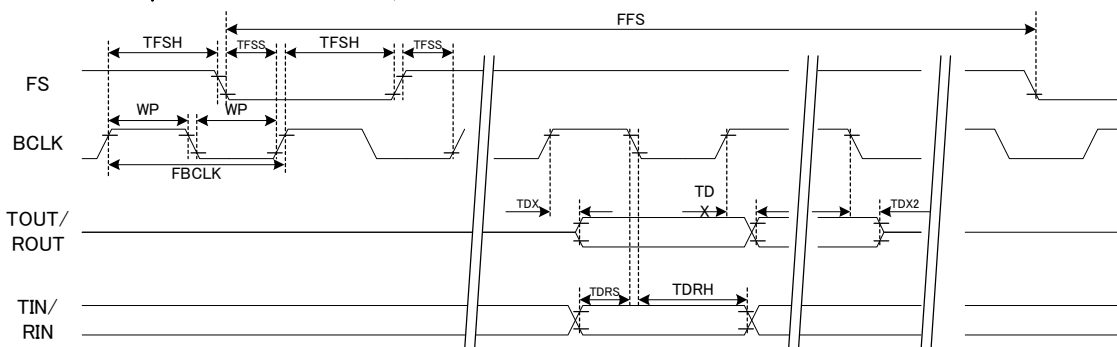 FFS
TFSH TFSS TFSH TFSS
FS
WP WP
BCLK
FBCLK
TDX TD
X TDX2
TOUT/
ROUT
TDRS TDRH
TIN/
RIN